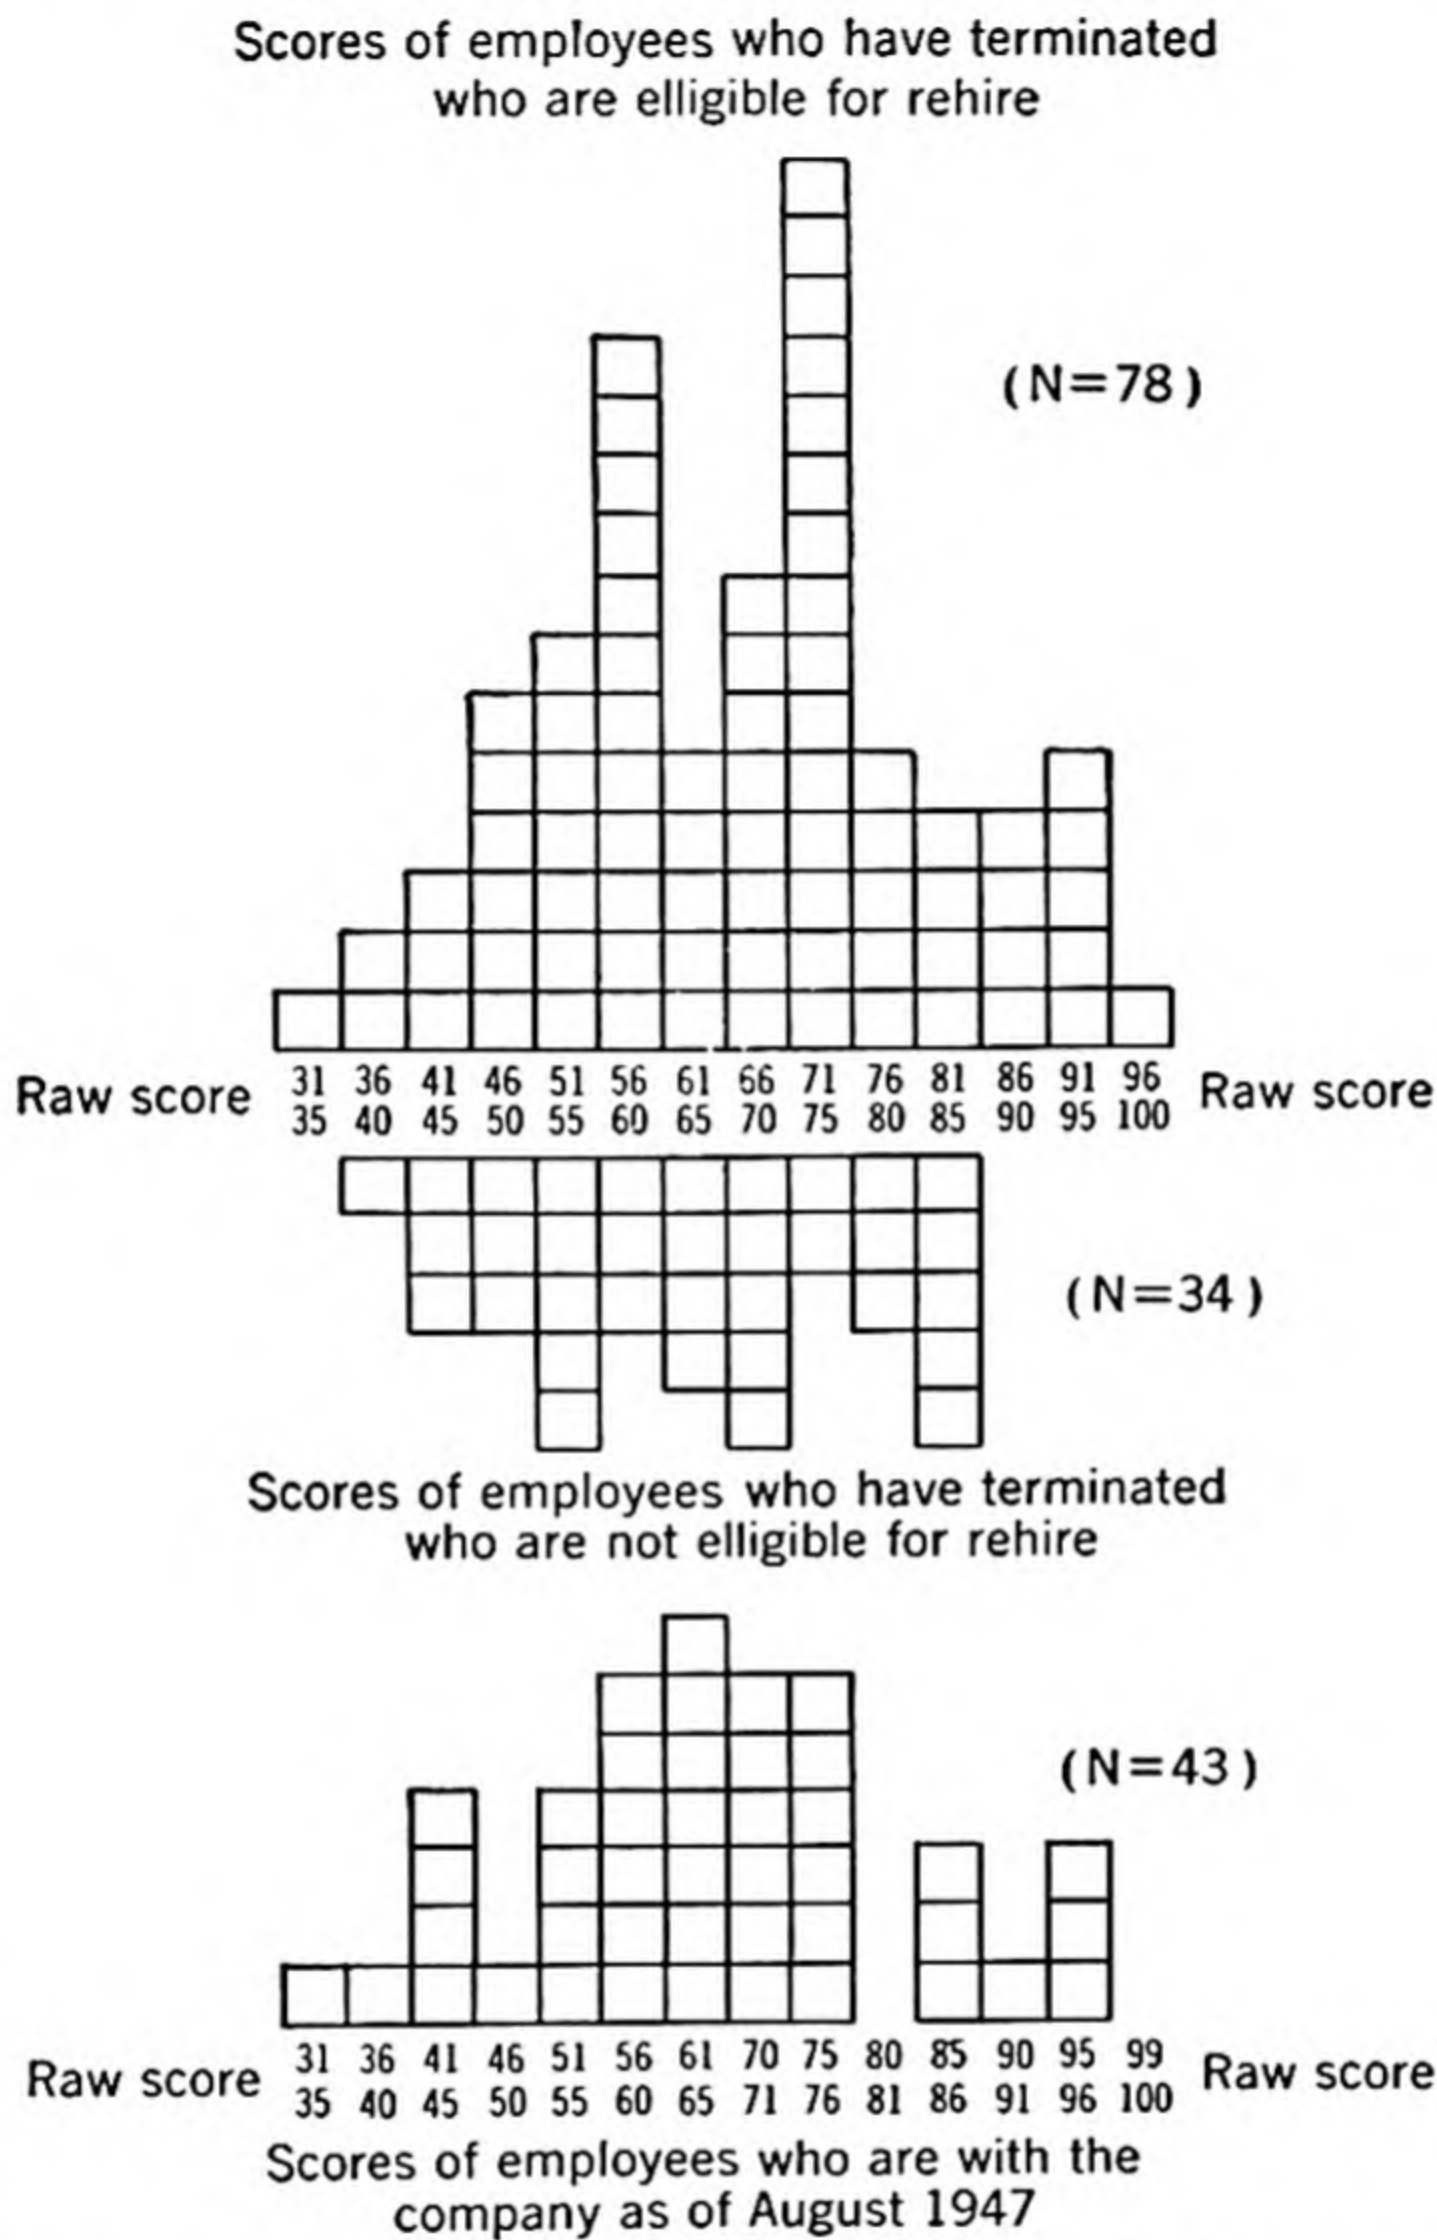 Scores of employees who have terminated
who are elligible for rehire
(N=78)
Raw score 31 36 41 46 51 56 61 66 71 76 81 86 91 96 Raw score
35 40 45 50 55 60 65 70 75 80 85 90 95 100
(N=34)
Scores of employees who have terminated
who are not elligible for rehire
(N=43)
Raw score 31 36 41 46 51 56 61 70 75 80 85 90 95 99 Raw score
35 40 45 50 55 60 65 71 76 81 86 91 96 100
Scores of employees who are with the
company as of August 1947